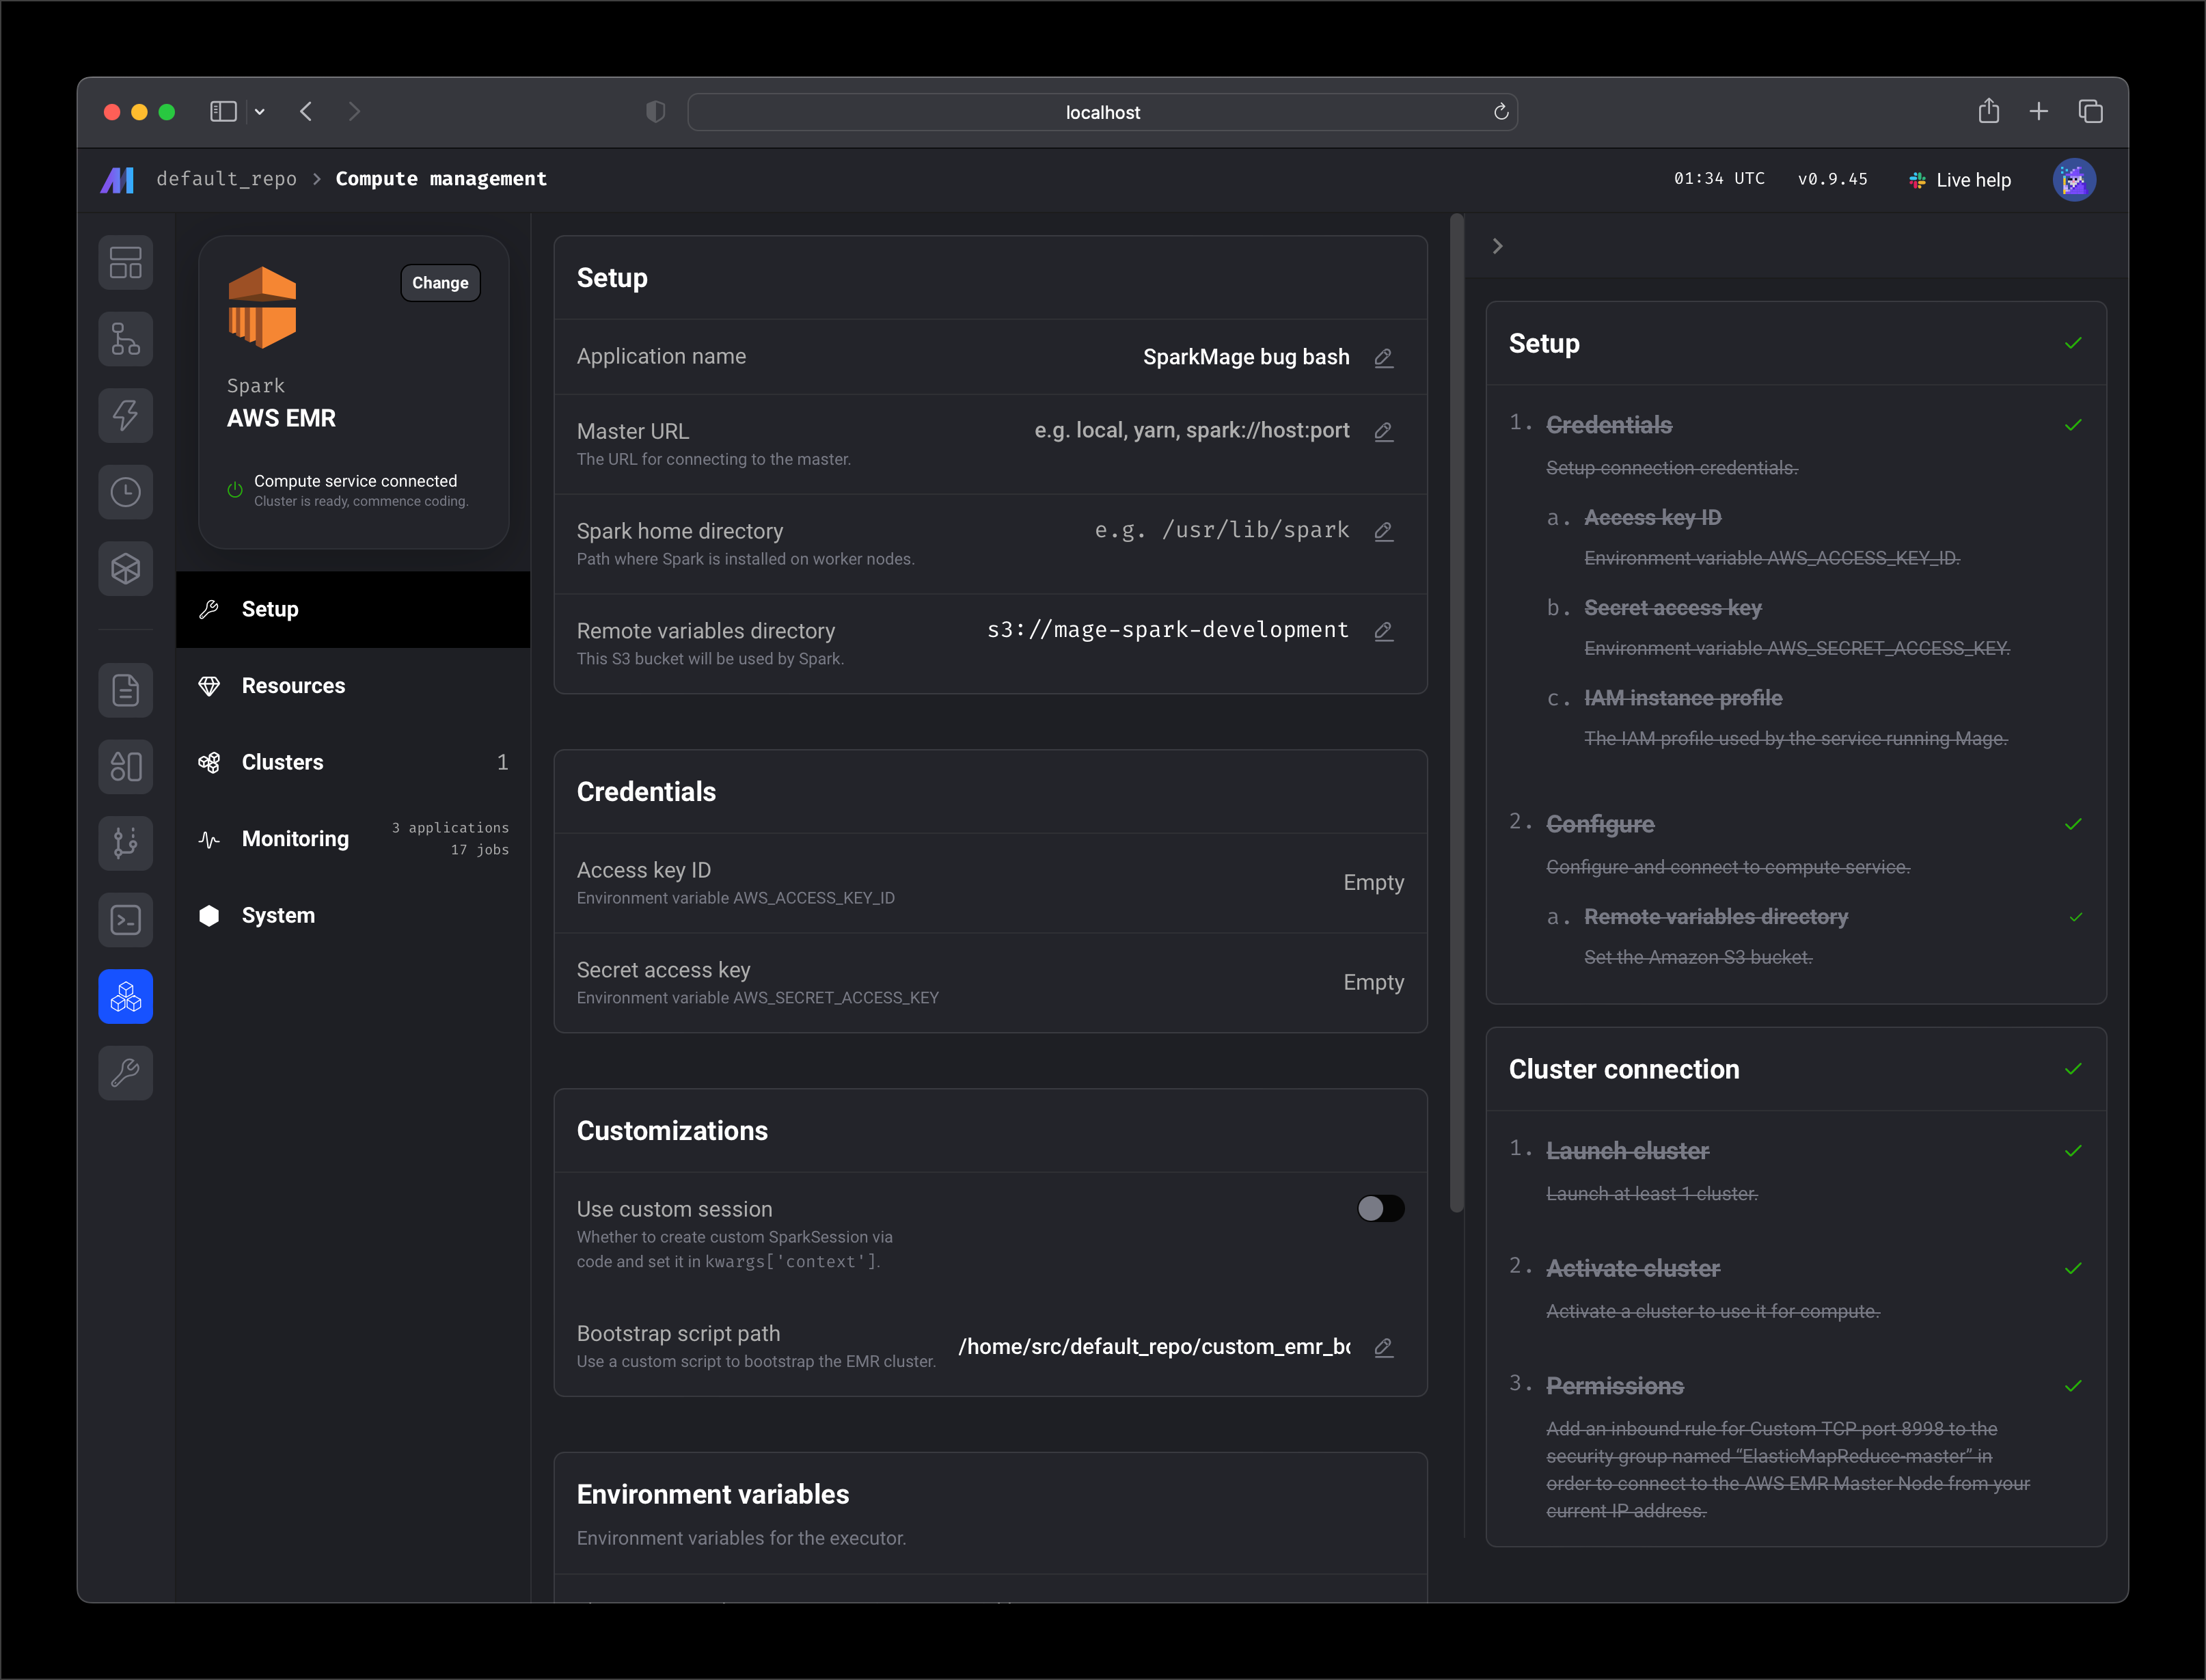 localhost
default_repo > Compute management
01:34 UTC
v0.9.45
Live help
Change
Spark
AWS EMR
Compute service connected
Cluster is ready, commence coding.
Setup
Resources
Clusters 1
Monitoring
3 applications
17 jobs
System
Setup
Application name
SparkMage bug bash
Master URL
e.g. local, yarn, spark://host:port
The URL for connecting to the master.
Spark home directory
e.g. /usr/lib/spark
Path where Spark is installed on worker nodes.
Remote variables directory
s3://mage-spark-development
This S3 bucket will be used by Spark.
Credentials
Access key ID
Environment variable AWS_ACCESS_KEY_ID
Empty
Secret access key
Environment variable AWS_SECRET_ACCESS_KEY
Empty
Customizations
Use custom session
Whether to create custom SparkSession via
code and set it in kwargs['context'].
Bootstrap script path
Use a custom script to bootstrap the EMR cluster.
/home/src/default_repo/custom_emr_bo
Environment variables
Environment variables for the executor.
Setup
1. Credentials
Setup connection credentials.
a. Access key ID
Environment variable AWS_ACCESS_KEY_ID.
b. Secret access key
Environment variable AWS_SECRET_ACCESS_KEY.
c. IAM instance profile
The IAM profile used by the service running Mage.
2. Configure
Configure and connect to compute service.
a. Remote variables directory
Set the Amazon S3 bucket.
Cluster connection
1. Launch cluster
Launch at least 1 cluster.
2. Activate cluster
Activate a cluster to use it for compute.
3. Permissions
Add an inbound rule for Custom TCP port 8998 to the
security group named “ElasticMapReduce-master” in
order to connect to the AWS EMR Master Node from your
current IP address.